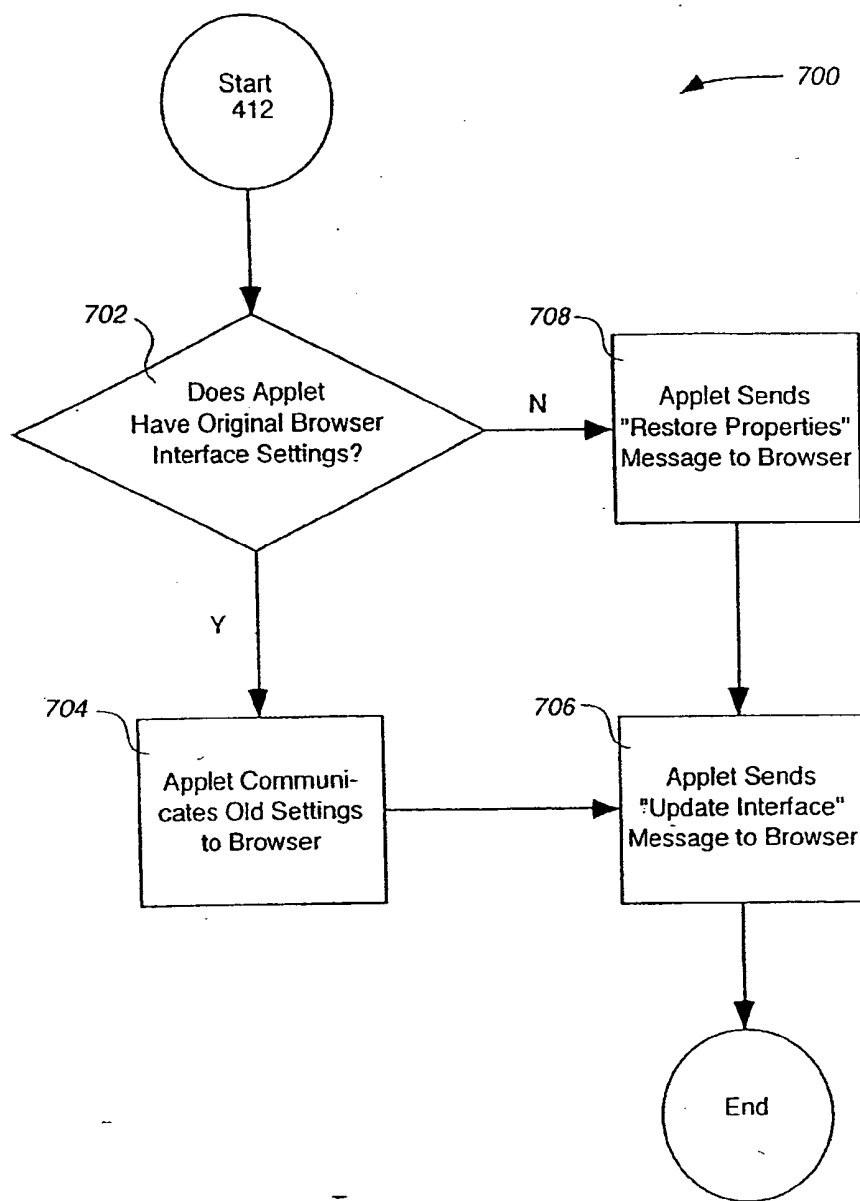 Start
412
700
702
Does Applet
Have Original Browser
Interface Settings?
N
708
Applet Sends
"Restore Properties"
Message to Browser
Y
704
Applet Communi-
cates Old Settings
to Browser
706
Applet Sends
"Update Interface"
Message to Browser
End